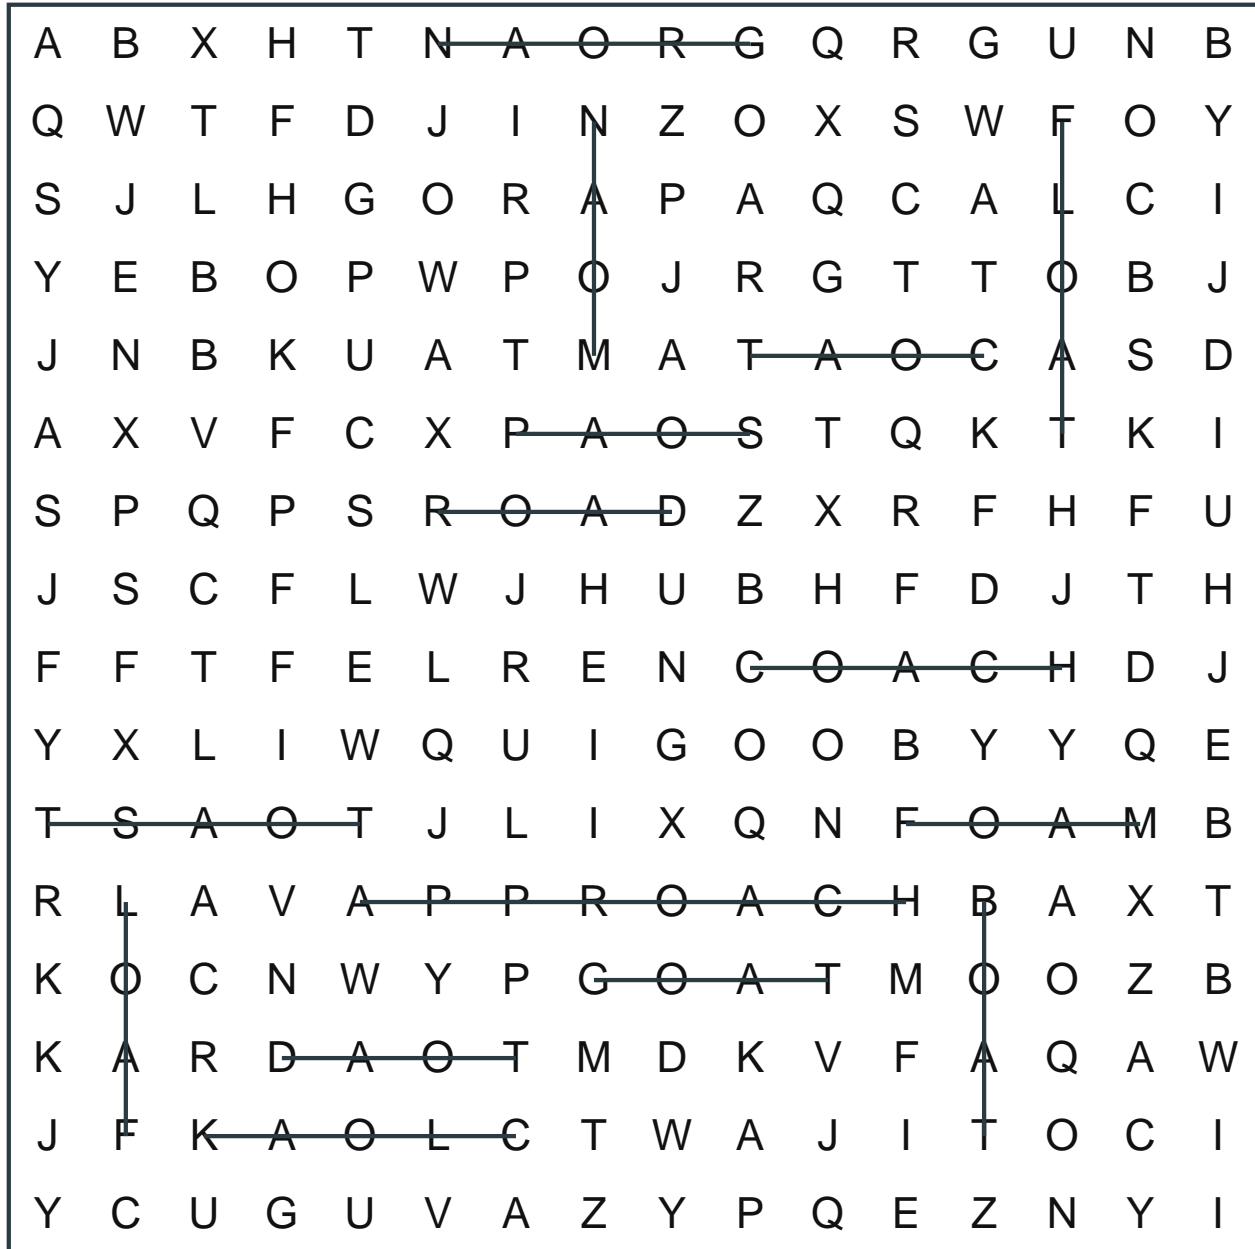 A B X H T N A O R G Q R G U N B
Q W T F D J I N Z O X S W F O Y
S J L H G O R A P A Q C A L C I
Y E B O P W P O J R G T T O B J
J N B K U A T M A T A O C A S D
A X V F C X P A O S T Q K T K I
S P Q P S R O A D Z X R F H F U
J S C F L W J H U B H F D J T H
F F T F E L R E N C O A C H D J
Y X L I W Q U I G O O B Y Y Q E
T S A O T J L I X Q N F O A M B
R L A V A P P R O A C H B A X T
K O C N W Y P G O A T M O O Z B
K A R D A O T M D K V F A Q A W
J F K A O L C T W A J I T O C I
Y C U G U V A Z Y P Q E Z N Y I